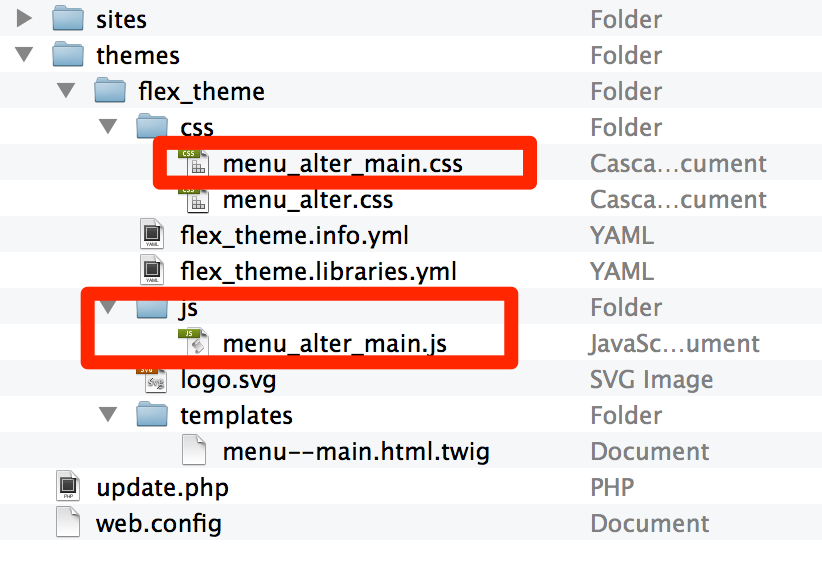 sites Folder
themes Folder
flex_theme Folder
css Folder
CSS menu_alter_main.css Casca...cument
CSS menu_alter.css Casca...cument
YAML flex_theme.info.yml YAML
YAML flex_theme.libraries.yml YAML
js Folder
JS menu_alter_main.js JavaSc...ument
SVG logo.svg SVG Image
templates Folder
menu--main.html.twig Document
PHP update.php PHP
web.config Document